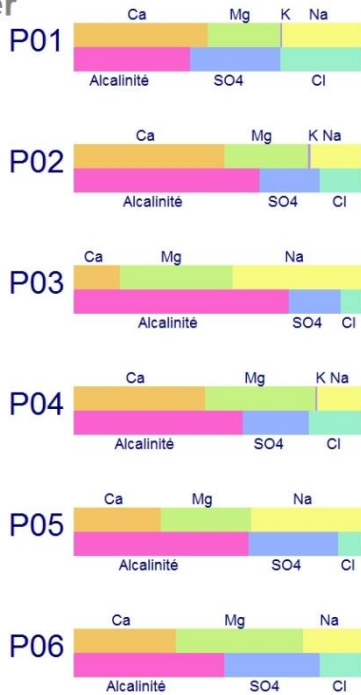 er
Ca Mg K Na
P01
Alcalinité SO4 Cl
Ca Mg K Na
P02
Alcalinité SO4 Cl
Ca Mg Na
P03
Alcalinité SO4 Cl
Ca Mg K Na
P04
Alcalinité SO4 Cl
Ca Mg Na
P05
Alcalinité SO4 Cl
Ca Mg Na
P06
Alcalinité SO4 Cl